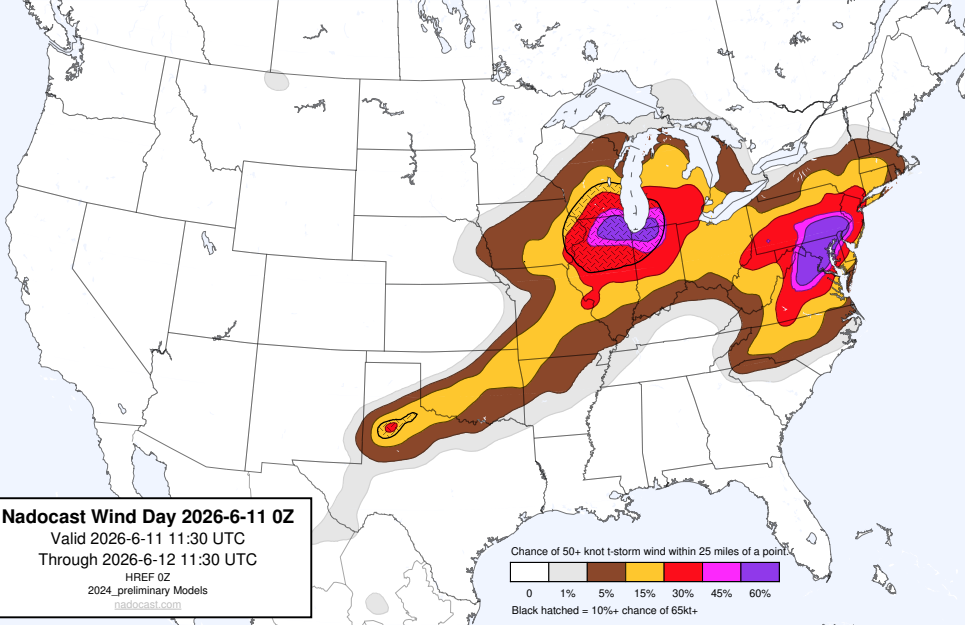 Nadocast Wind Day 2026-6-11 0Z
Valid 2026-6-11 11:30 UTC
Through 2026-6-12 11:30 UTC
HREF 0Z
2024_preliminary Models
nadocast.com
Chance of 50+ knot t-storm wind within 25 miles of a point.
0 1% 5% 15% 30% 45% 60%
Black hatched = 10%+ chance of 65kt+